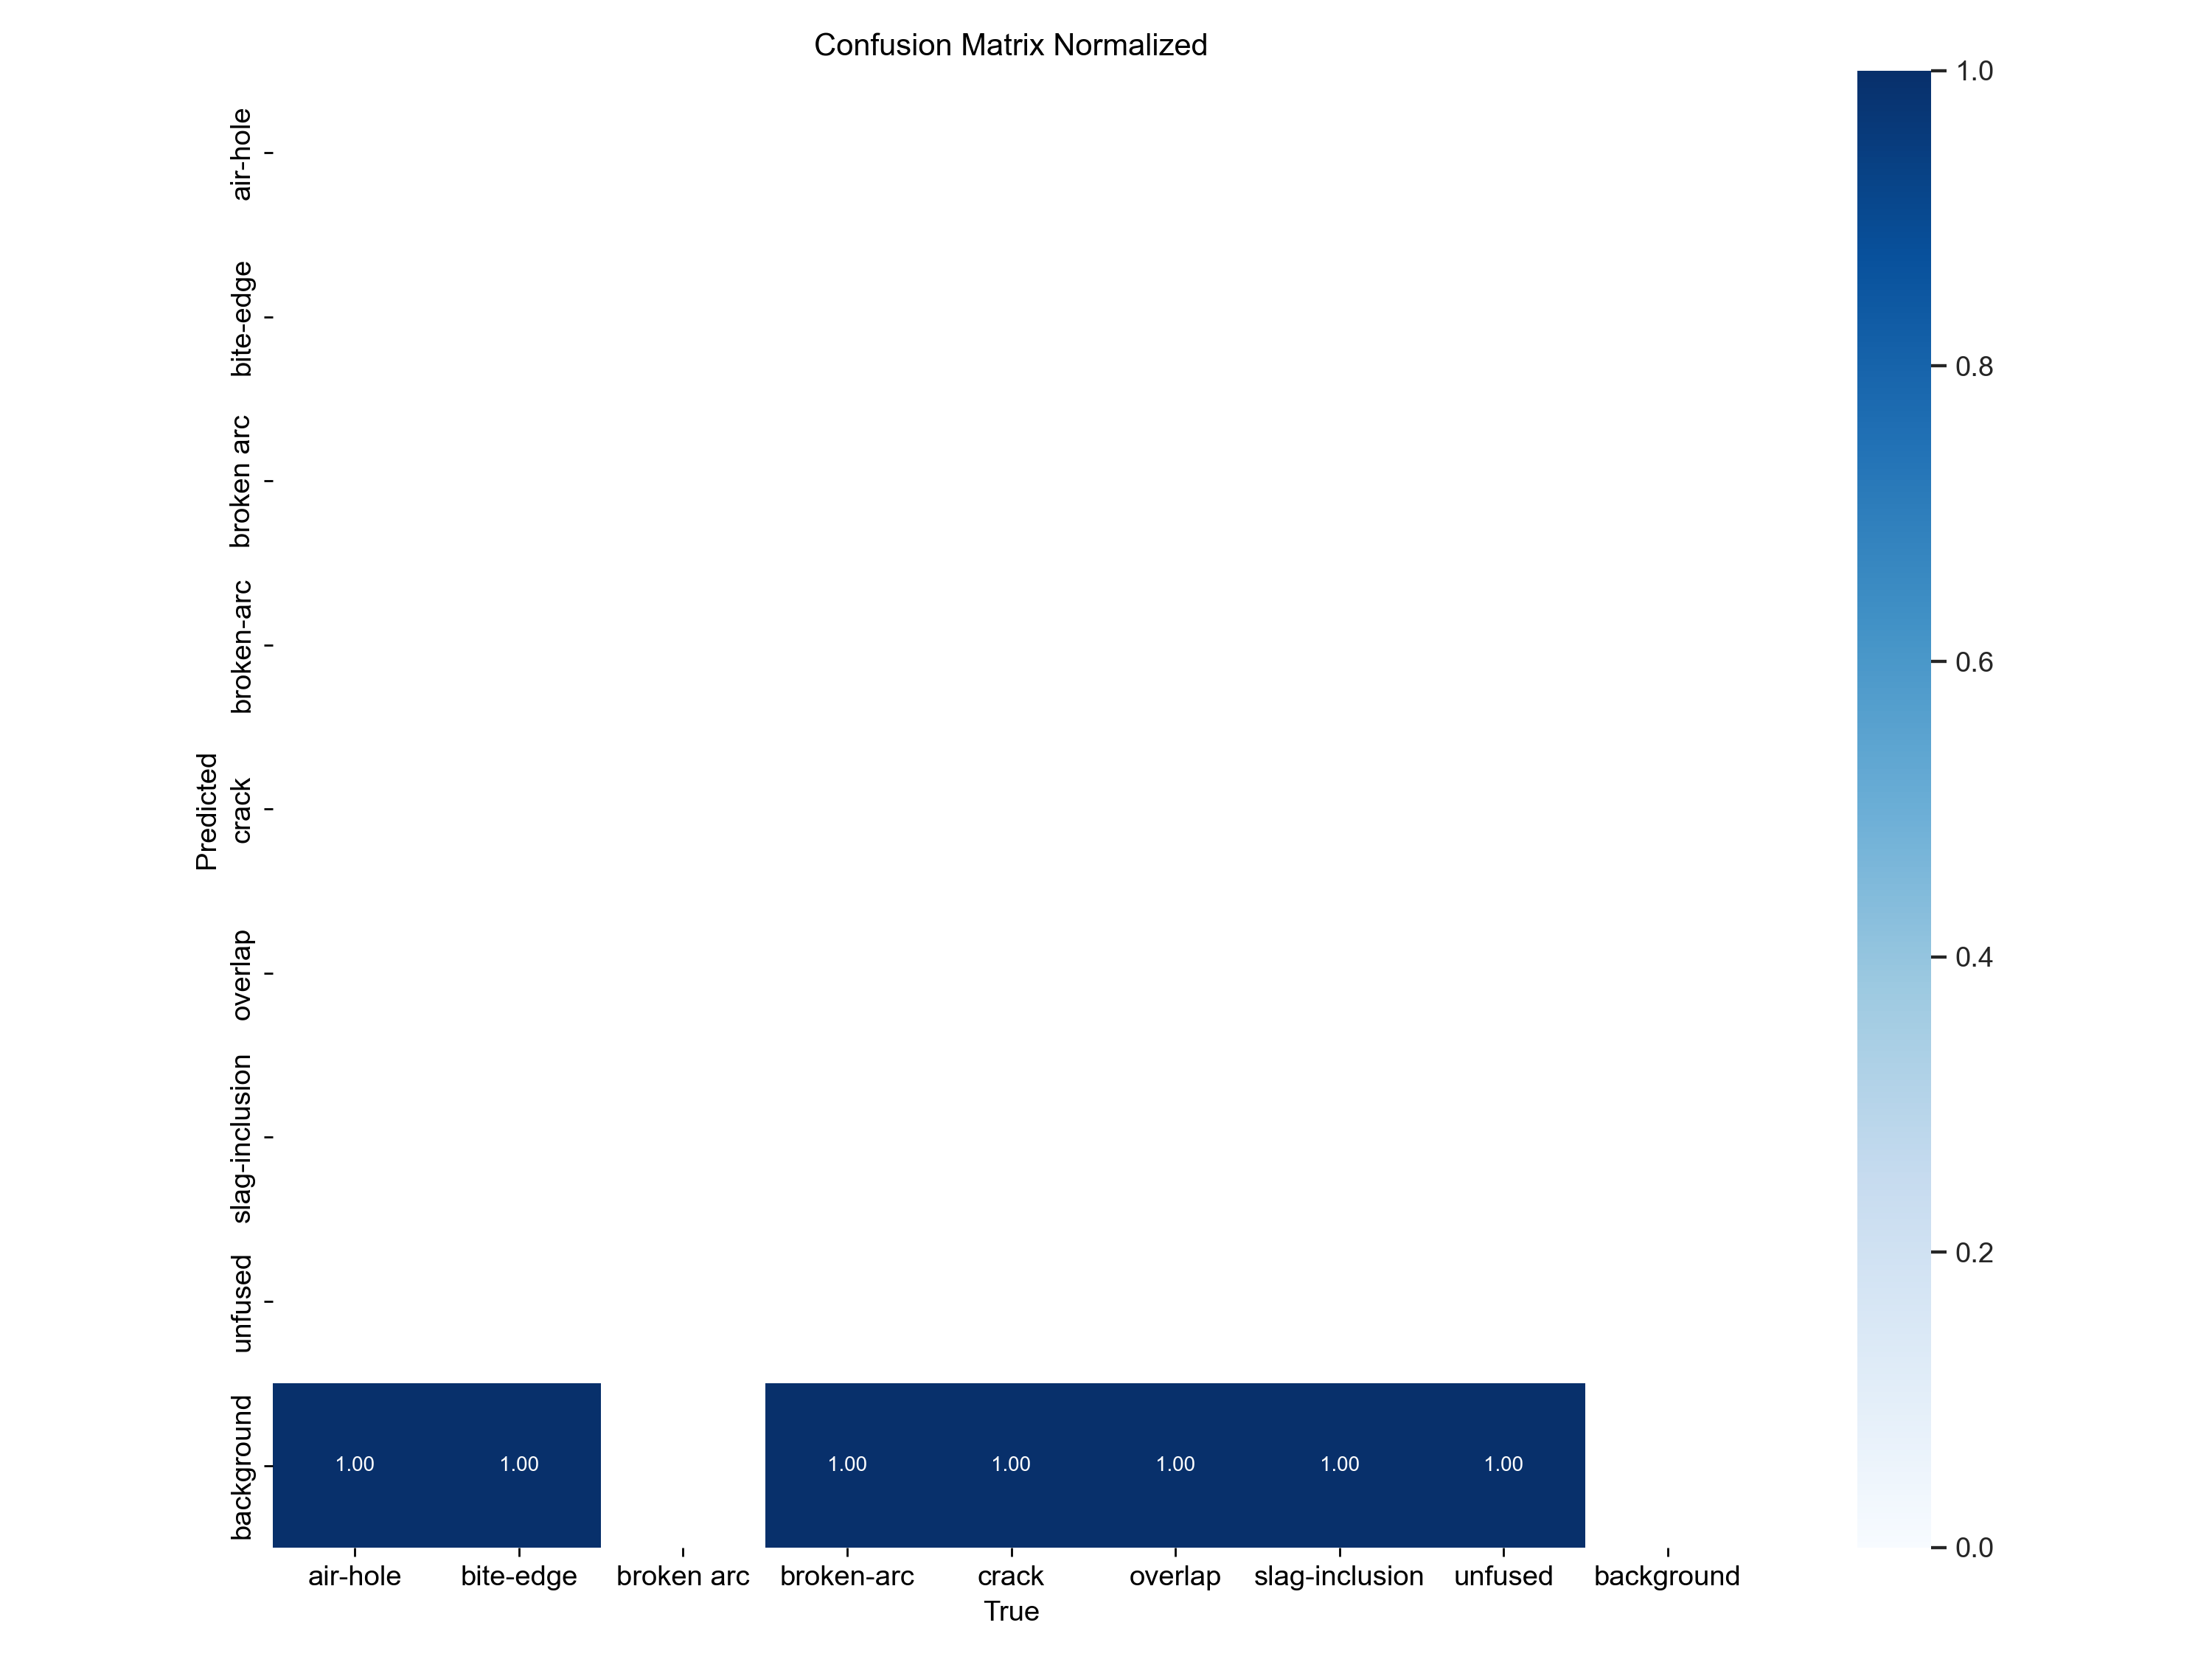 Confusion Matrix Normalized
air-hole
bite-edge
broken arc
broken-arc
crack
overlap
slag-inclusion
unfused
background
Predicted
1.00 1.00 1.00 1.00 1.00 1.00 1.00
air-hole bite-edge broken arc broken-arc crack overlap slag-inclusion unfused background
True
1.0
0.8
0.6
0.4
0.2
0.0